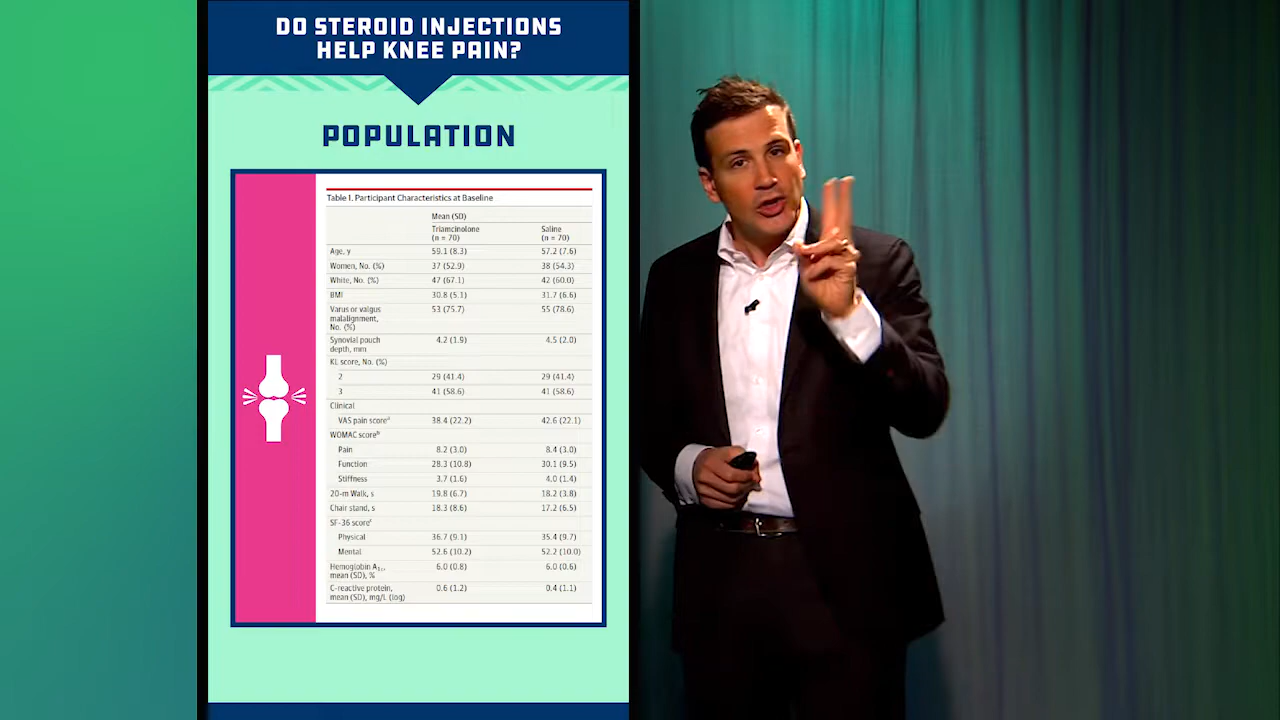 DO STEROID INJECTIONS
HELP KNEE PAIN?
POPULATION
Table 1. Participant Characteristics at Baseline
Mean (SD)
Triamcinolone (n = 70) Saline (n = 70)
Age, y 59.1 (8.3) 57.2 (7.6)
Women, No. (%) 37 (52.9) 38 (54.3)
White, No. (%) 47 (67.1) 42 (60.0)
BMI 30.8 (5.1) 31.7 (6.6)
Varus or valgus 53 (75.7) 55 (78.6)
malalignment,
No. (%)
Synovial pouch 4.2 (1.9) 4.5 (2.0)
depth, mm
KL score, No. (%)
2 29 (41.4) 29 (41.4)
3 41 (58.6) 41 (58.6)
Clinical
VAS pain scoreᵃ 38.4 (22.2) 42.6 (22.1)
WOMAC scoreᵇ
Pain 8.2 (3.0) 8.4 (3.0)
Function 28.3 (10.8) 30.1 (9.5)
Stiffness 3.7 (1.6) 4.0 (1.4)
20-m Walk, s 19.8 (6.7) 18.2 (3.8)
Chair stand, s 18.3 (8.6) 17.2 (6.5)
SF-36 scoreᶜ
Physical 36.7 (9.1) 35.4 (9.7)
Mental 52.6 (10.2) 52.2 (10.0)
Hemoglobin A1c, 6.0 (0.8) 6.0 (0.6)
mean (SD), %
C-reactive protein, 0.6 (1.2) 0.4 (1.1)
mean (SD), mg/L (log)